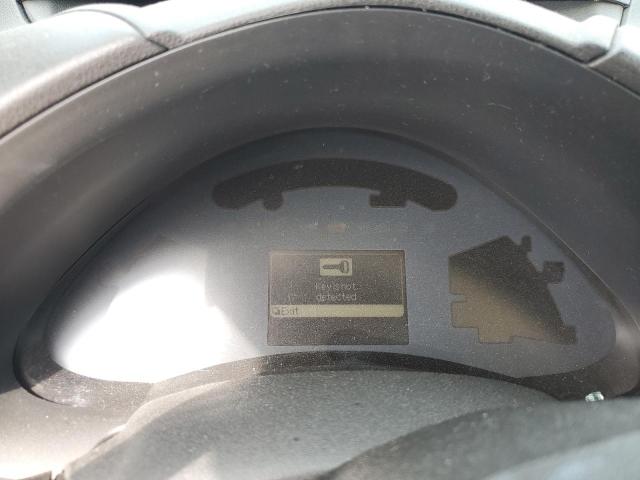 Key is not
detected
Exit